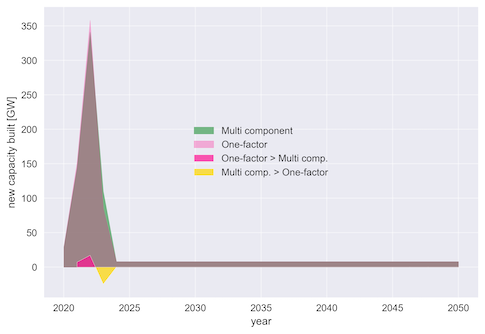 350
300
250
200
150
100
50
0
new capacity built [GW]
Multi component
One-factor
One-factor > Multi comp.
Multi comp. > One-factor
2020 2025 2030 2035 2040 2045 2050
year